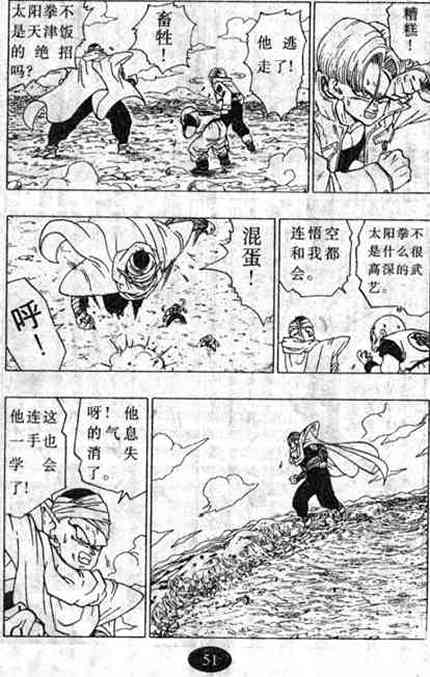 糟糕!
他逃
走了!
畜牲!
太阳拳不
是天津饭
的绝招
吗?
太阳拳不
是什么很
高深的武
艺。
连悟空
和我都
会。
混蛋!
呼!
呀!他
的气息
消失
了。
他连这
一手也
学会
了!
51